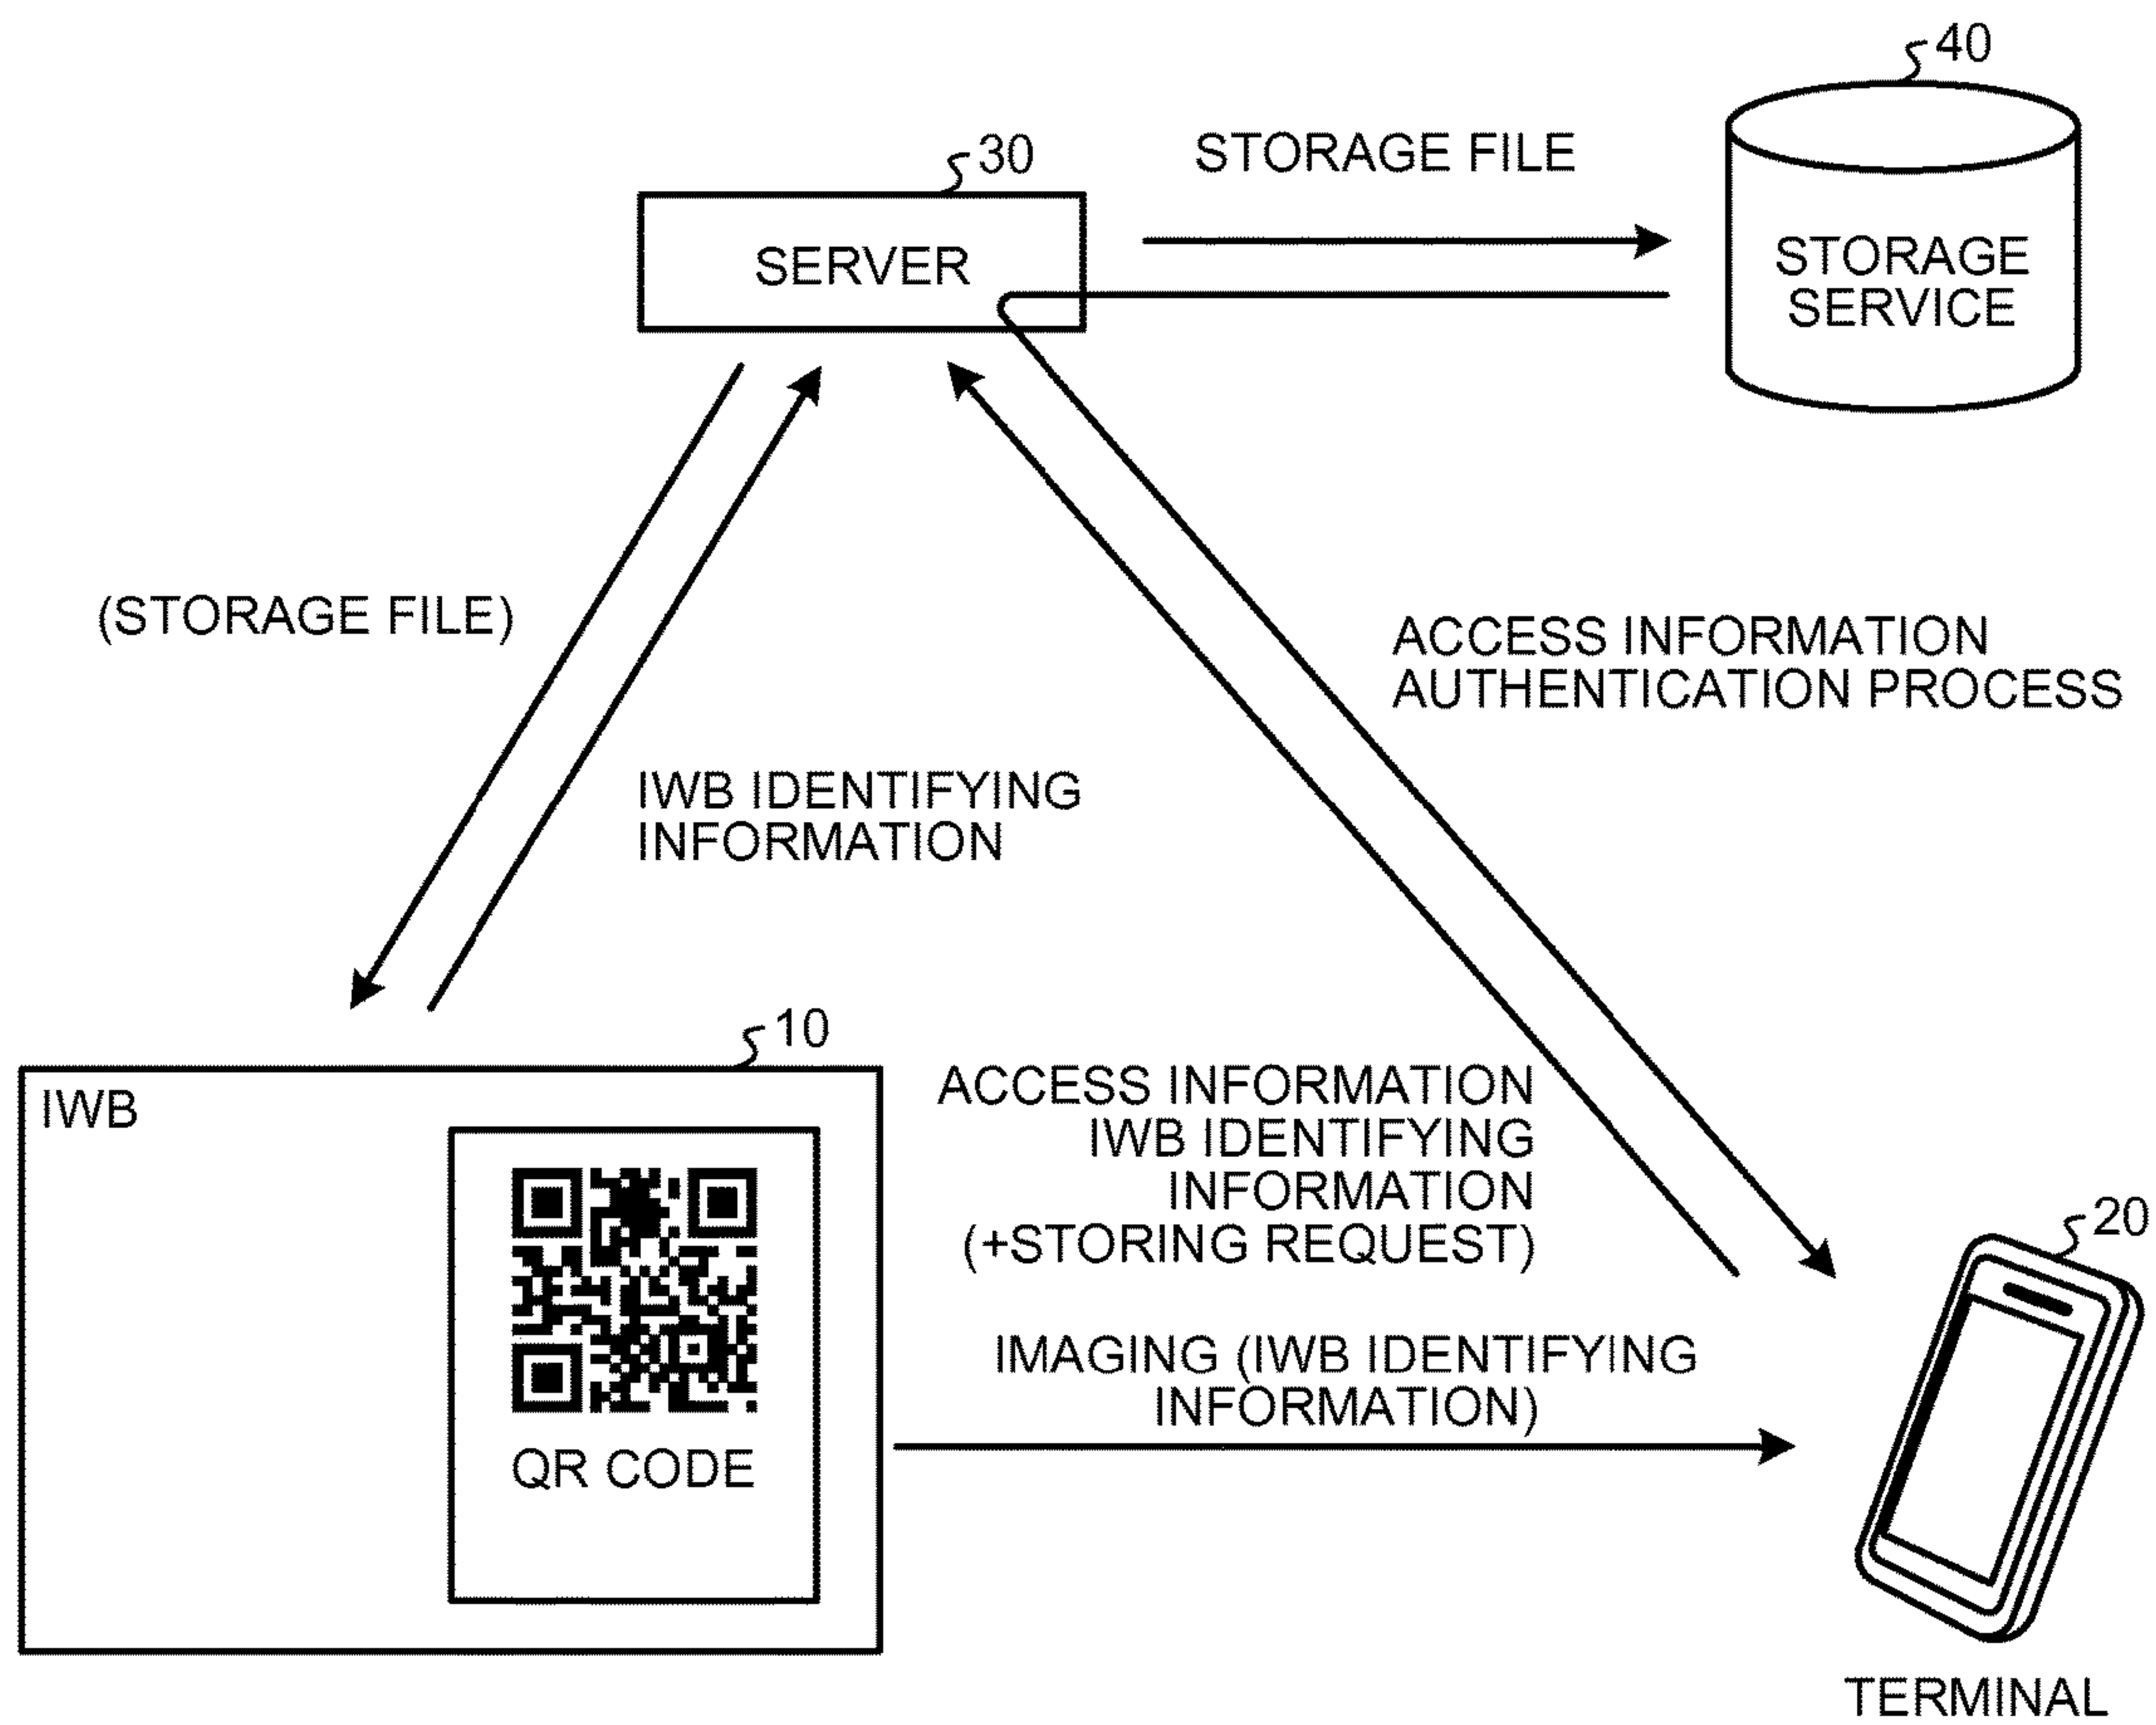 40
30
STORAGE FILE
SERVER
STORAGE
SERVICE
(STORAGE FILE)
ACCESS INFORMATION
AUTHENTICATION PROCESS
IWB IDENTIFYING
INFORMATION
10
IWB
ACCESS INFORMATION
IWB IDENTIFYING
INFORMATION
(+STORING REQUEST)
20
IMAGING (IWB IDENTIFYING
INFORMATION)
QR CODE
TERMINAL